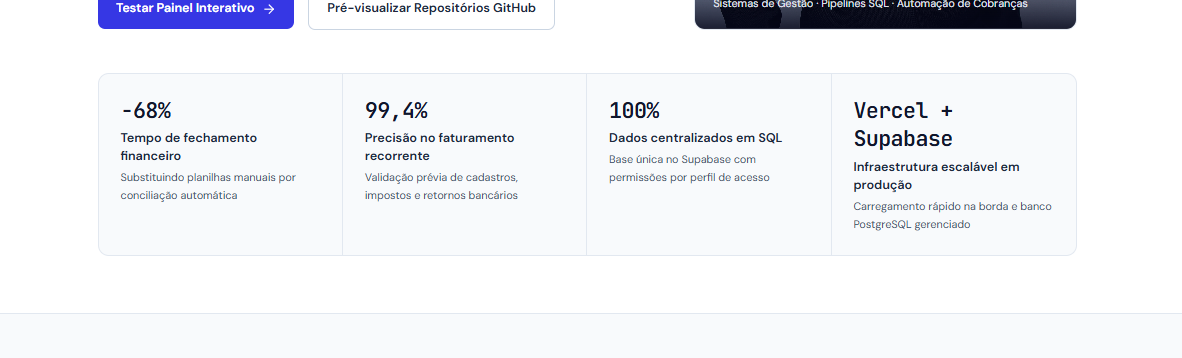 Testar Painel Interativo →
Pré-visualizar Repositórios GitHub
Sistemas de Gestão · Pipelines SQL · Automação de Cobranças
-68%
Tempo de fechamento
financeiro
Substituindo planilhas manuais por
conciliação automática
99,4%
Precisão no faturamento
recorrente
Validação prévia de cadastros,
impostos e retornos bancários
100%
Dados centralizados em SQL
Base única no Supabase com
permissões por perfil de acesso
Vercel +
Supabase
Infraestrutura escalável em
produção
Carregamento rápido na borda e banco
PostgreSQL gerenciado